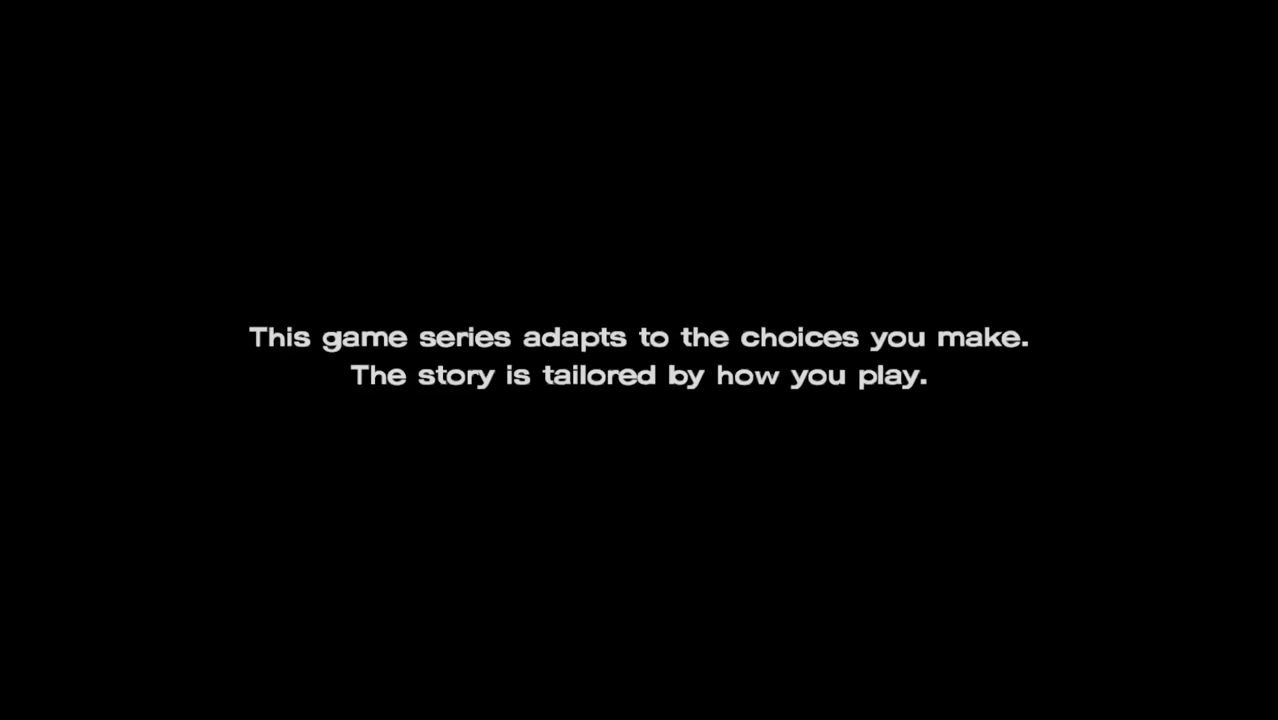 This game series adapts to the choices you make.
The story is tailored by how you play.